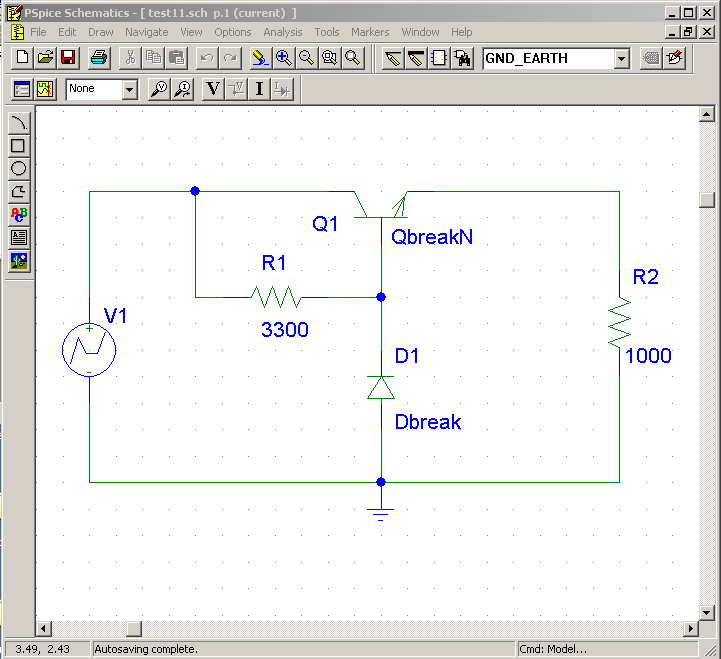 PSpice Schematics - [ test11.sch p.1 (current) ]
File Edit Draw Navigate View Options Analysis Tools Markers Window Help
GND_EARTH
None
V V I I
ABC
Q1
QbreakN
R1
3300
R2
1000
V1
+
-
D1
Dbreak
3.49, 2.43 Autosaving complete. Cmd: Model...